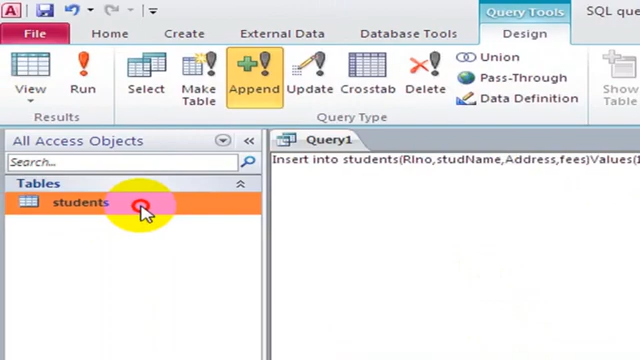 Query Tools
SQL que
File
Home
Create
External Data
Database Tools
Design
View
Run
Select
Make Table
Append
Update
Crosstab
Delete
Union
Pass-Through
Data Definition
Show
Results
Query Type
All Access Objects
Query1
Search...
Insert into students(Rlno,studName,Address,fees)Values(
Tables
students